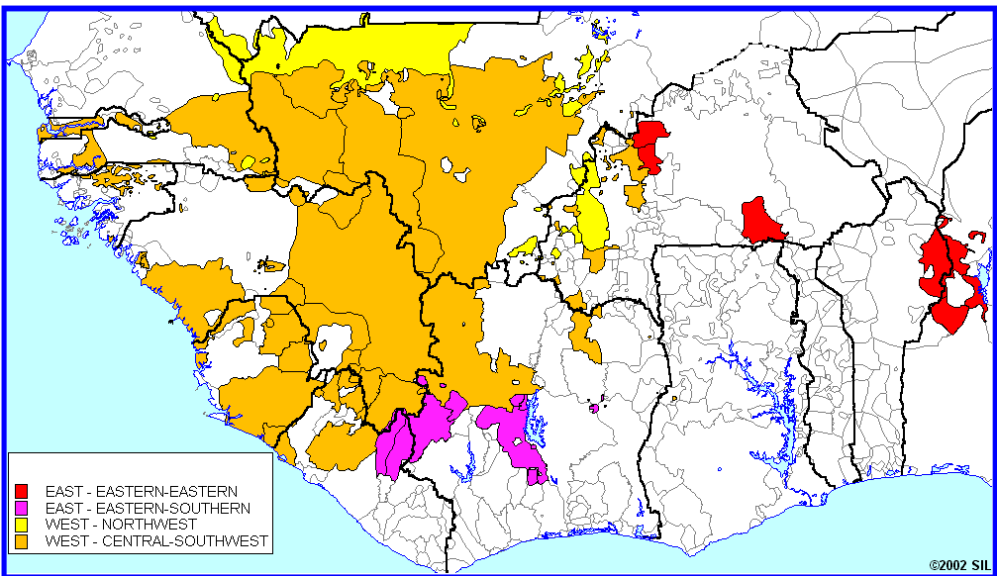 EAST - EASTERN-EASTERN
EAST - EASTERN-SOUTHERN
WEST - NORTHWEST
WEST - CENTRAL-SOUTHWEST
©2002 SIL